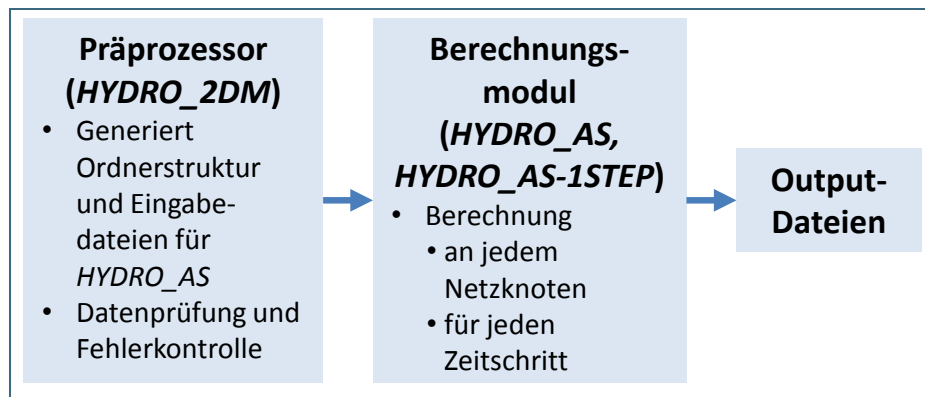 Präprozessor
(HYDRO_2DM)
• Generiert
Ordnerstruktur
und Eingabe-
dateien für
HYDRO_AS
• Datenprüfung und
Fehlerkontrolle
Berechnungs-
modul
(HYDRO_AS,
HYDRO_AS-1STEP)
• Berechnung
• an jedem
Netzknoten
• für jeden
Zeitschritt
Output-
Dateien